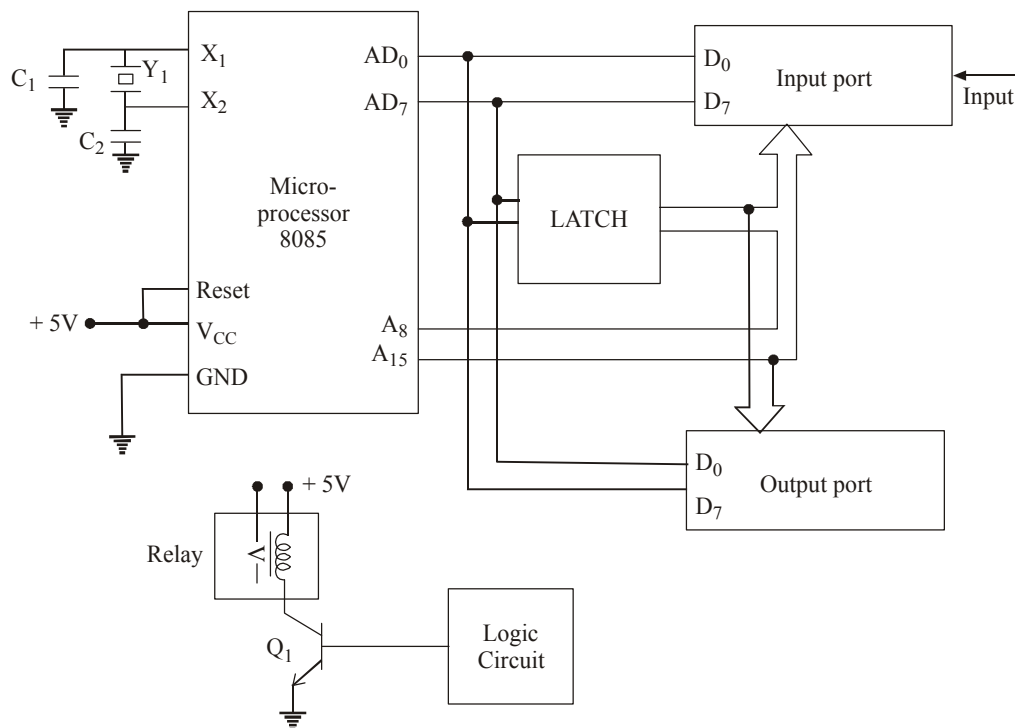 C1
Y1
C2
X1
X2
Micro-
processor
8085
AD0
AD7
D0
D7
Input port
Input
LATCH
Reset
+ 5V
VCC
GND
A8
A15
D0
D7
Output port
+ 5V
Relay
Q1
Logic
Circuit